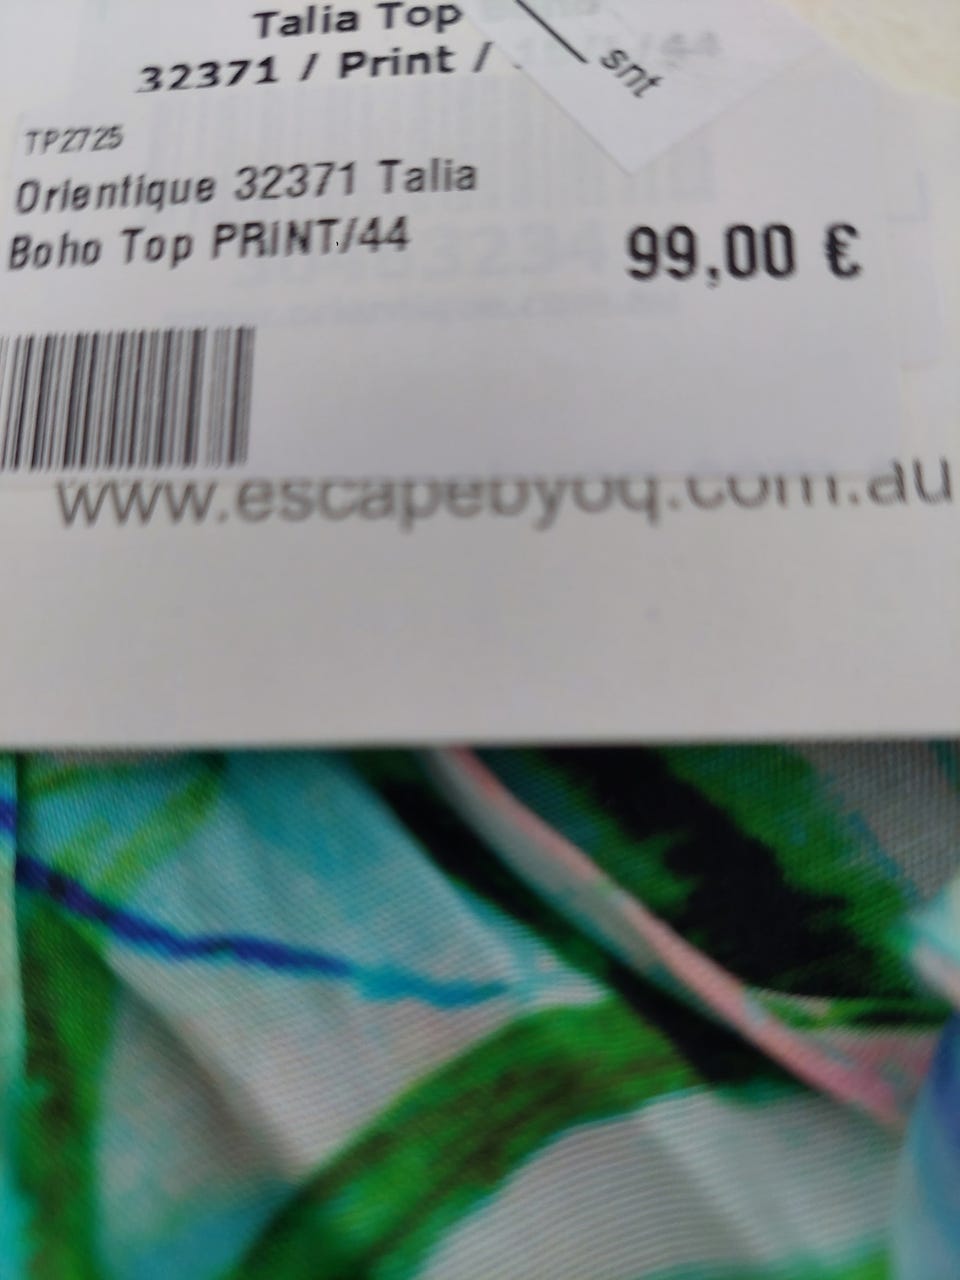 Talia Top
32371 / Print /
snt
TP2725
Orientique 32371 Talia
Boho Top PRINT/44
99,00 €
www.escapebyoq.com.au